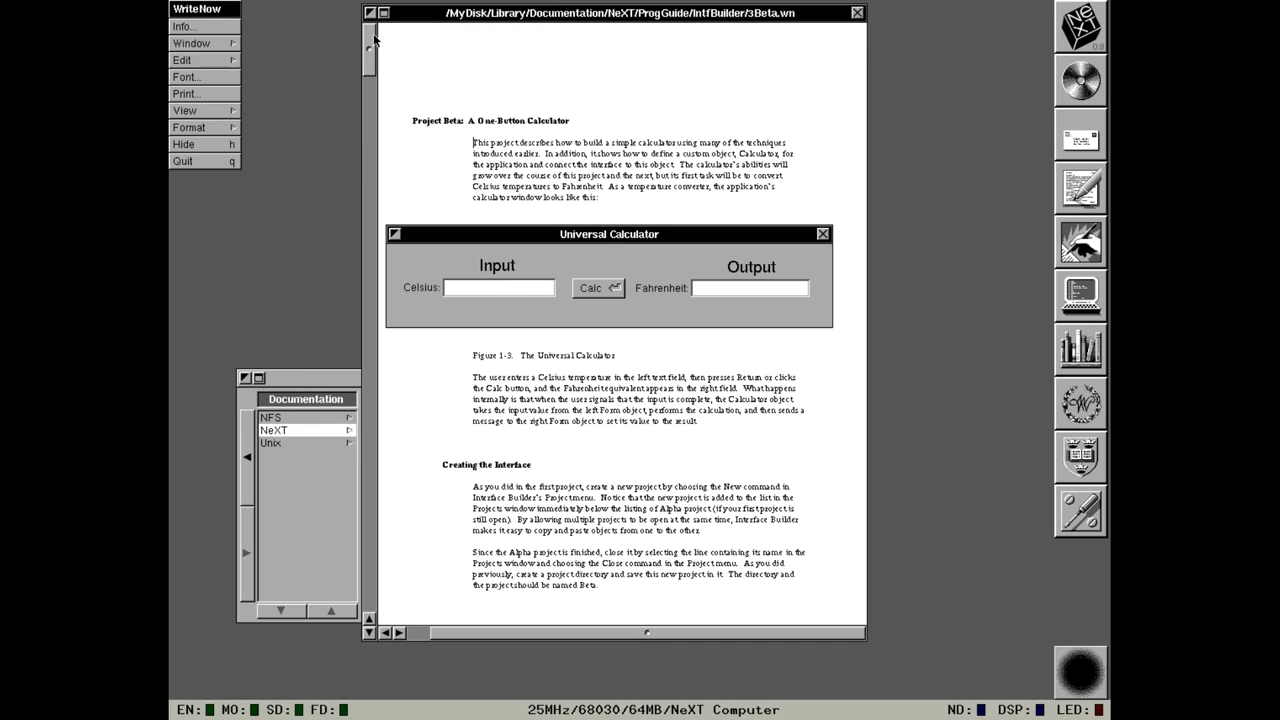 WriteNow
Info...
Window
Edit
Font...
Print...
View
Format
Hide h
Quit q
/MyDisk/Library/Documentation/NeXT/ProgGuide/IntfBuilder/3Beta.wn
Project Beta: A One-Button Calculator
This project describes how to build a simple calculator using many of the techniques
introduced earlier. In addition, it shows how to define a custom object, Calculator, for
the application and connect the interface to this object. The calculator's abilities will
grow over the course of this project and the next, but its first task will be to convert
Celsius temperatures to Fahrenheit. As a temperature converter, the application's
calculator window looks like this:
Universal Calculator
Input
Output
Celsius:
Calc
Fahrenheit:
Figure 1-3. The Universal Calculator
The user enters a Celsius temperature in the left text field, then presses Return or clicks
the Calc button, and the Fahrenheit equivalent appears in the right field. What happens
internally is that when the user signals that the input is complete, the Calculator object
takes the input value from the left Form object, performs the calculation, and then sends a
message to the right Form object to set its value to the result.
Creating the Interface
As you did in the first project, create a new project by choosing the New command in
Interface Builder's Project menu. Notice that the new project is added to the list in the
Projects window immediately below the listing of Alpha project (if your first project is
still open). By allowing multiple projects to be open at the same time, Interface Builder
makes it easy to copy and paste objects from one to the other.
Since the Alpha project is finished, close it by selecting the line containing its name in the
Projects window and choosing the Close command in the Project menu. As you did
previously, create a project directory and save this new project in it. The directory and
the project should be named Beta.
Documentation
NFS
NeXT
Unix
NeXT
0.8
EN: MO: SD: FD: 25MHz/68030/64MB/NeXT Computer ND: DSP: LED: